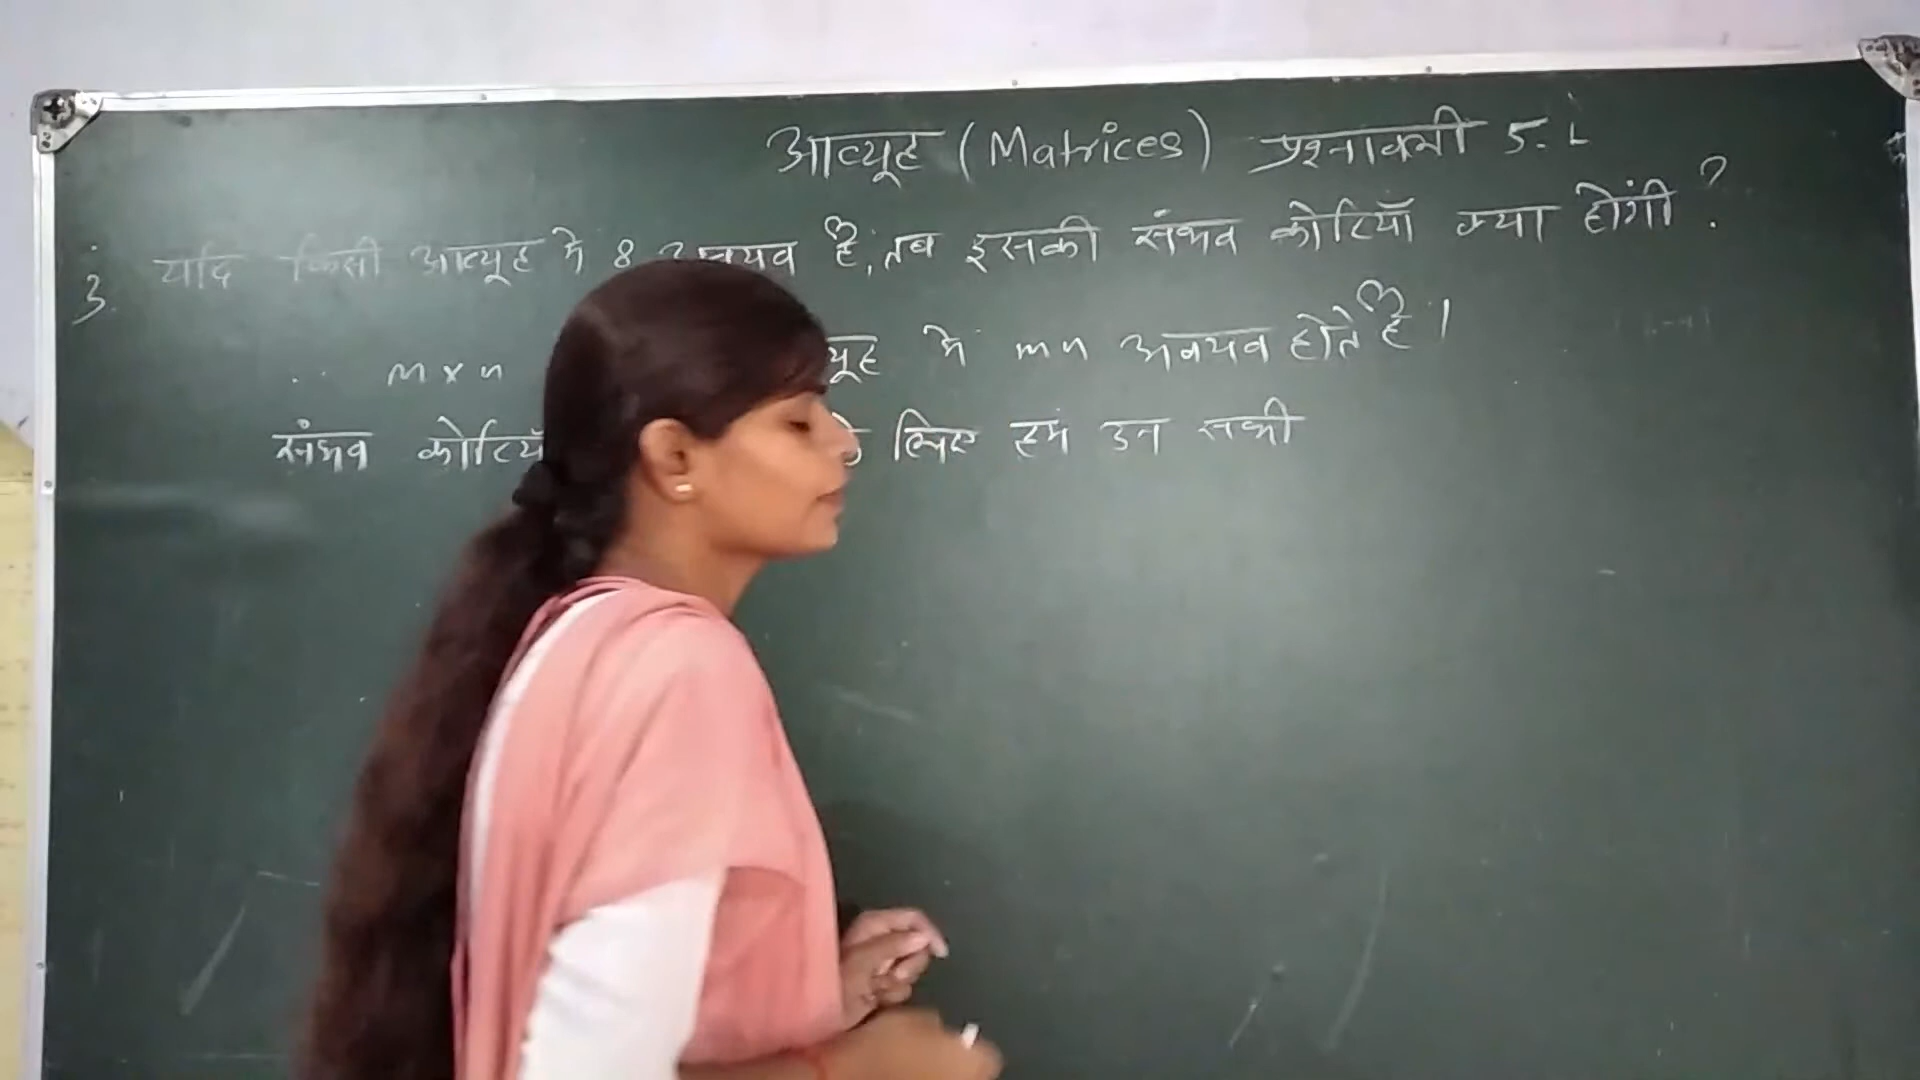 आव्यूह (Matrices) प्रश्नावली 5.1
3. यदि किसी आव्यूह मे 8 अवयव है, तब इसकी संभव कोटियाँ क्या होंगी ?
m x n मे mn अवयव होते है ।
संभव लिए हम उन सभी